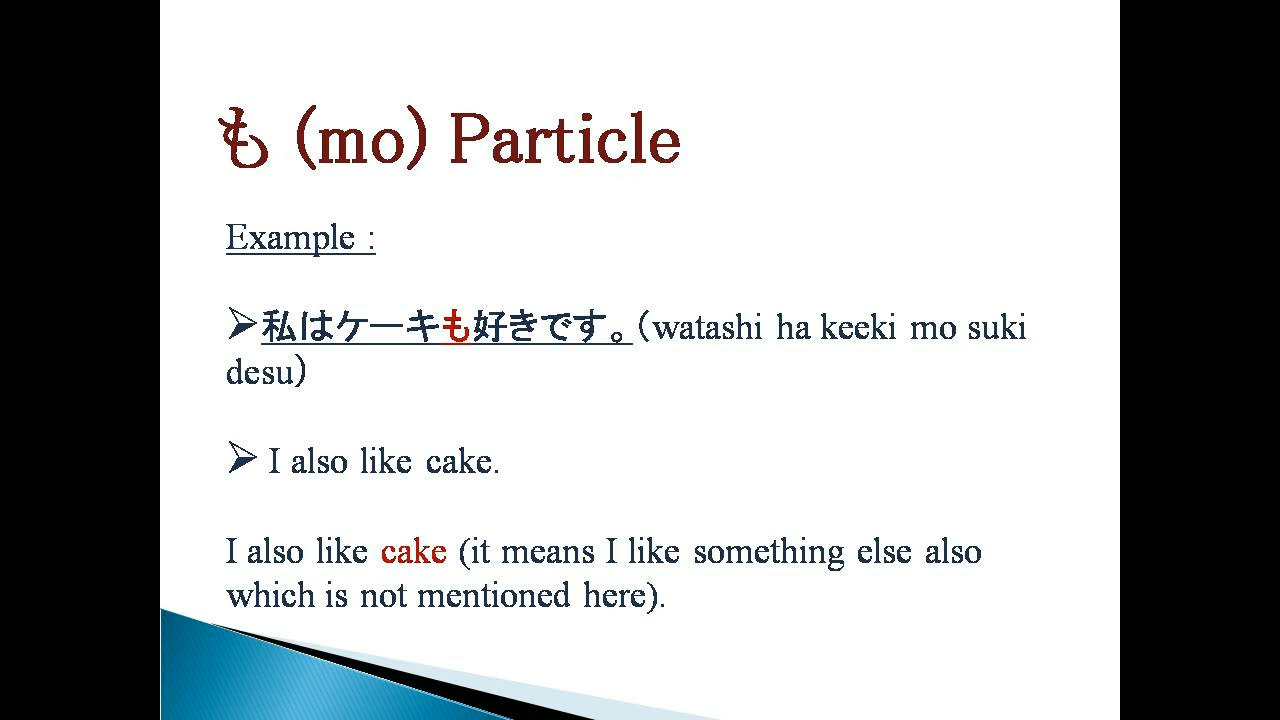 も (mo) Particle
Example :
➢私はケーキも好きです。(watashi ha keeki mo suki
desu)
➢ I also like cake.
I also like cake (it means I like something else also
which is not mentioned here).